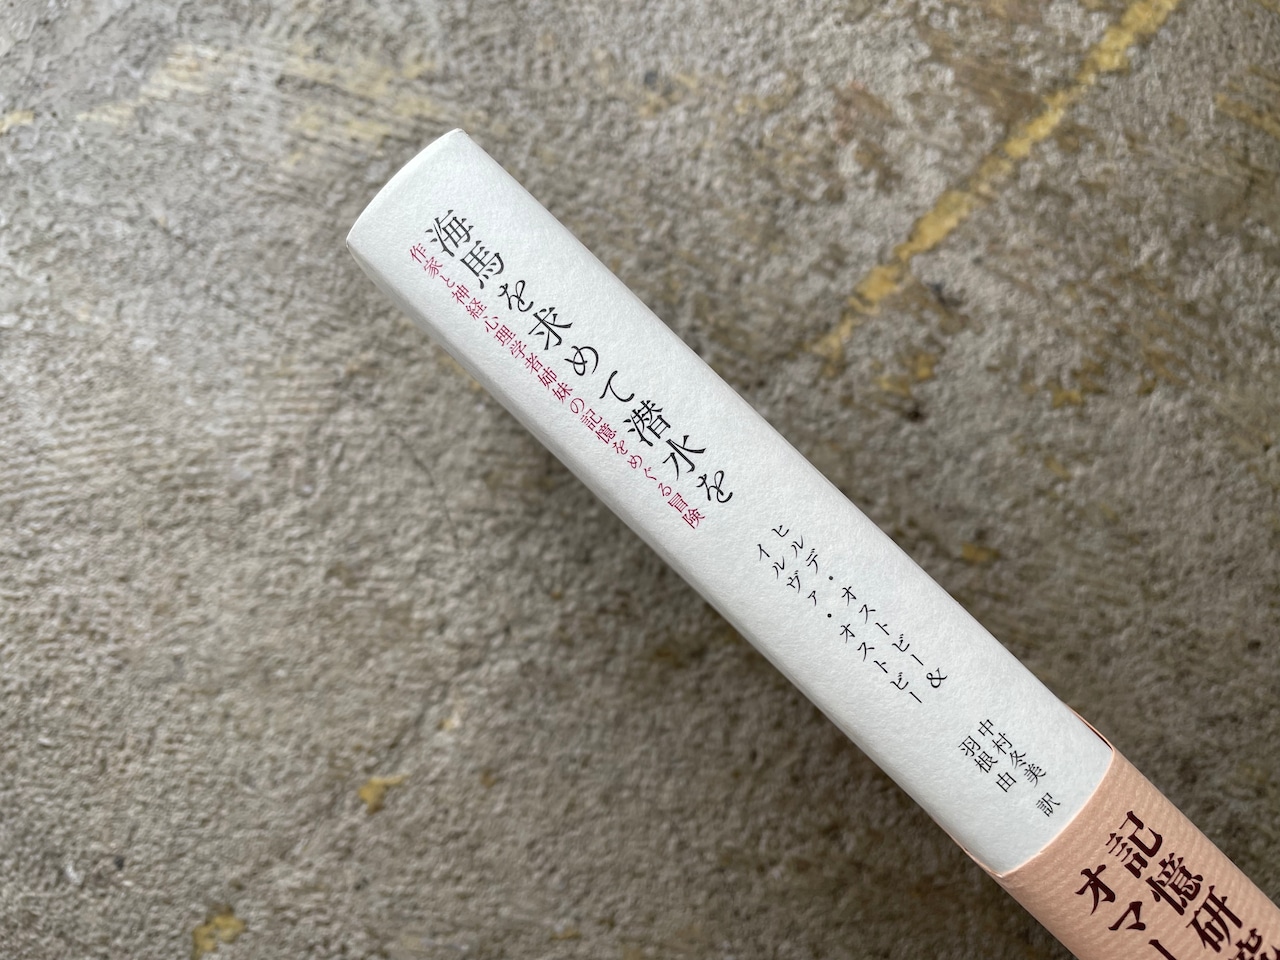 海馬を求めて潜水を
作家と神経心理学者姉妹の記憶をめぐる冒険
ヒルデ・オストビー&
イルヴァ・オストビー
中村冬美
羽根由
訳
記憶研究
オマー